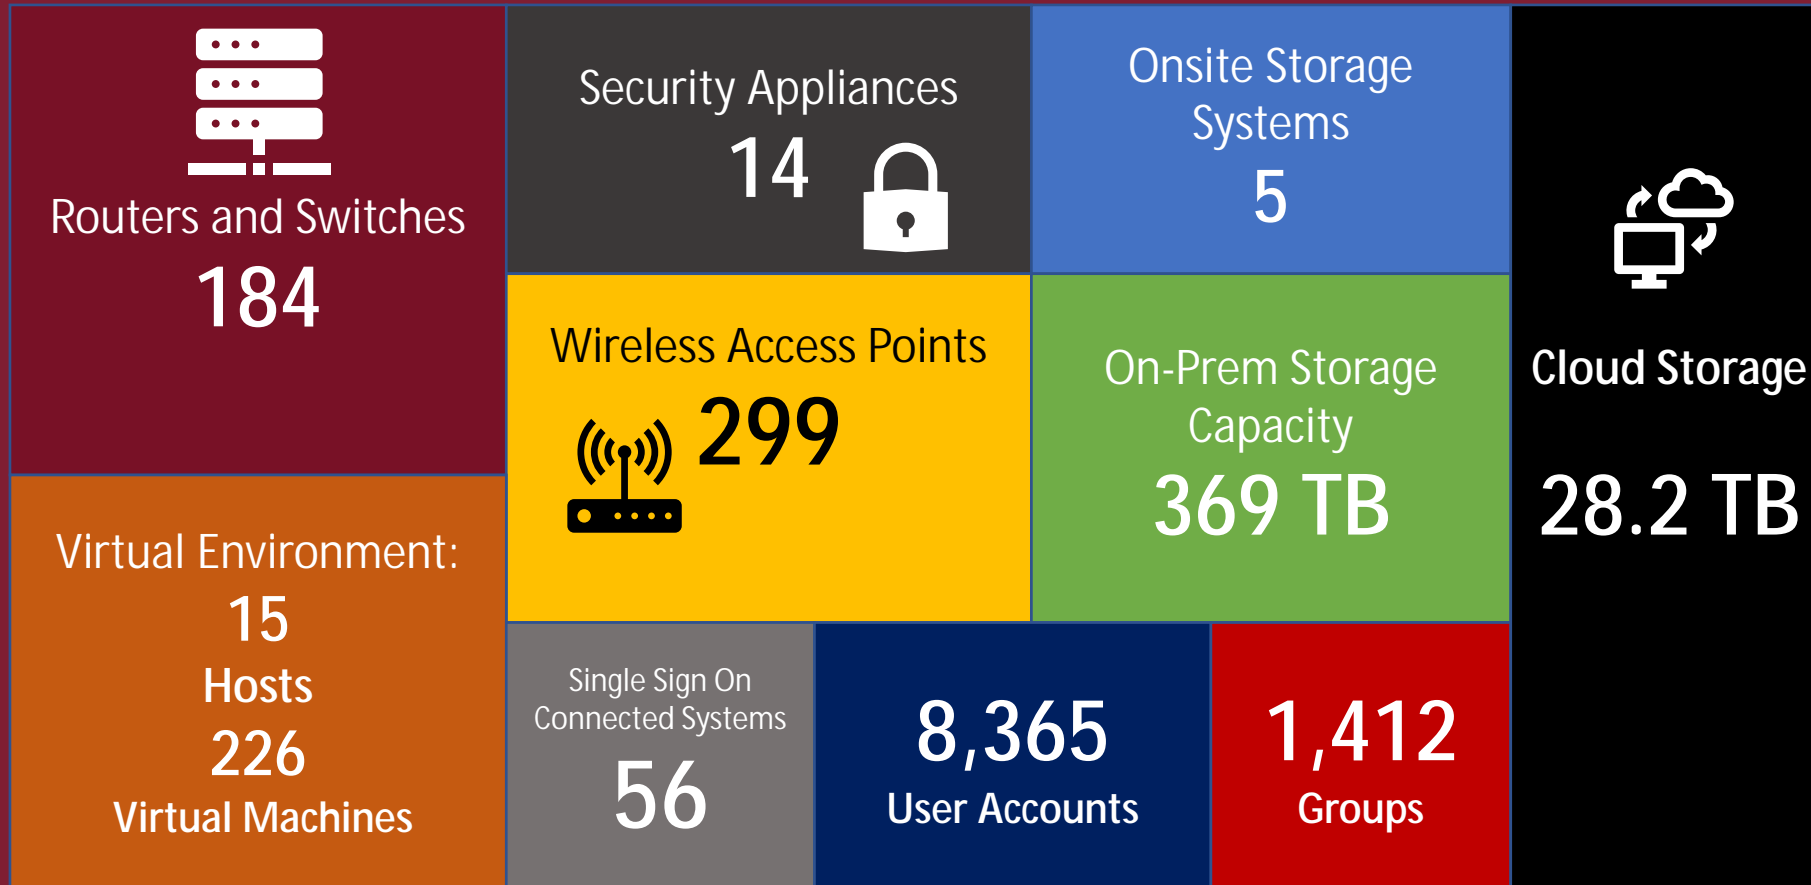 Routers and Switches
184
Security Appliances
14
Onsite Storage
Systems
5
Wireless Access Points
299
On-Prem Storage
Capacity
369 TB
Cloud Storage
28.2 TB
Virtual Environment:
15
Hosts
226
Virtual Machines
Single Sign On
Connected Systems
56
8,365
User Accounts
1,412
Groups